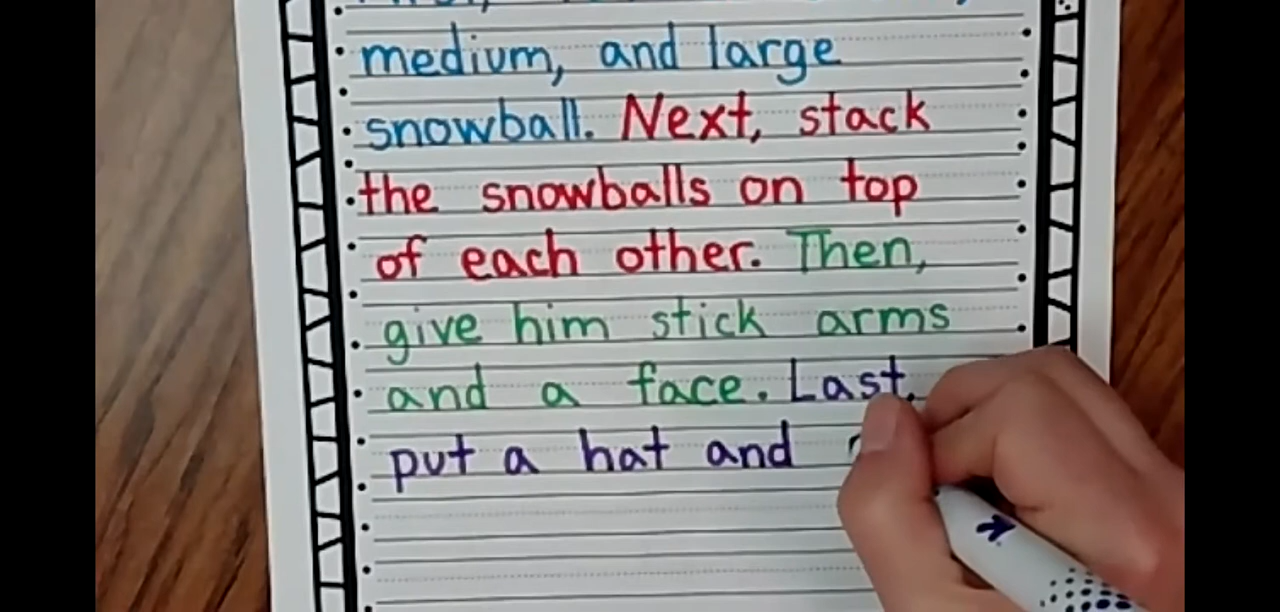 medium, and large
snowball. Next, stack
the snowballs on top
of each other. Then,
give him stick arms
and a face. Last,
put a hat and